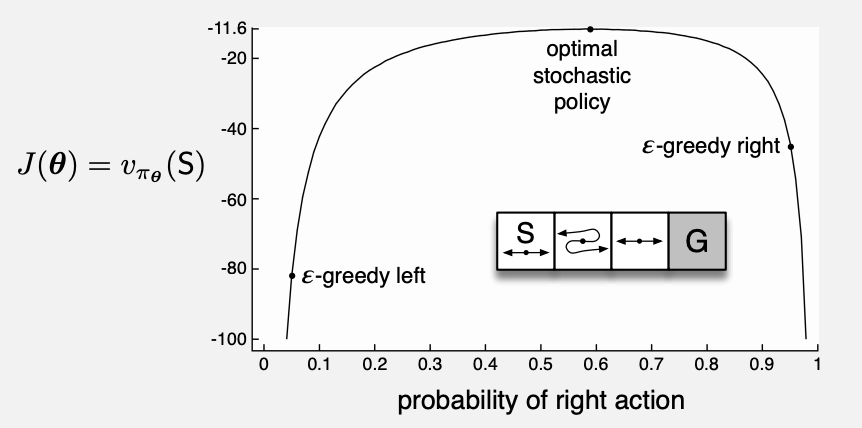 -11.6
-20
-40
-60
-80
-100
J(θ) = v_{π_θ}(S)
optimal
stochastic
policy
ε-greedy right
ε-greedy left
S
G
0 0.1 0.2 0.3 0.4 0.5 0.6 0.7 0.8 0.9 1
probability of right action